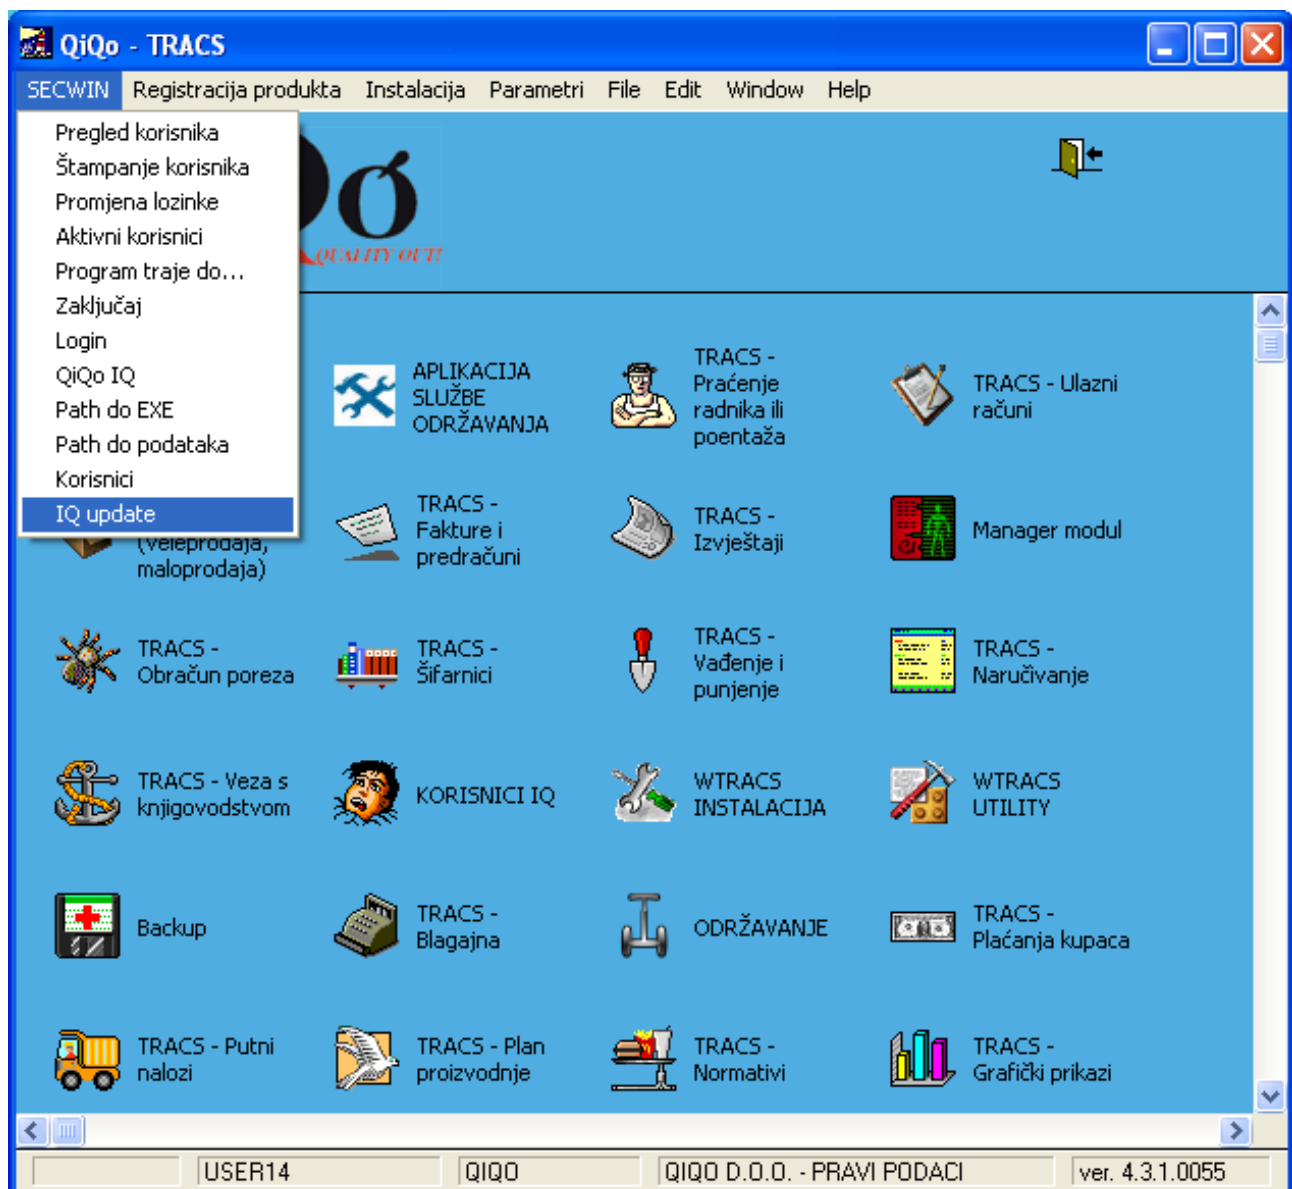 QiQo - TRACS
SECWIN Registracija produkta Instalacija Parametri File Edit Window Help
Pregled korisnika
Štampanje korisnika
Promjena lozinke
Aktivni korisnici
Program traje do...
Zaključaj
Login
QiQo IQ
Path do EXE
Path do podataka
Korisnici
IQ update
QUALITY OUT!
APLIKACIJA
SLUŽBE
ODRŽAVANJA
TRACS -
Praćenje
radnika ili
poentaža
TRACS - Ulazni
računi
(veleprodaja,
maloprodaja)
TRACS -
Fakture i
predračuni
TRACS -
Izvještaji
Manager modul
TRACS -
Obračun poreza
TRACS -
Šifarnici
TRACS -
Vađenje i
punjenje
TRACS -
Naručivanje
TRACS - Veza s
knjigovodstvom
KORISNICI IQ
WTRACS
INSTALACIJA
WTRACS
UTILITY
Backup
TRACS -
Blagajna
ODRŽAVANJE
TRACS -
Plaćanja kupaca
TRACS - Putni
nalozi
TRACS - Plan
proizvodnje
TRACS -
Normativi
TRACS -
Grafički prikazi
USER14 QIQO QIQO D.O.O. - PRAVI PODACI ver. 4.3.1.0055